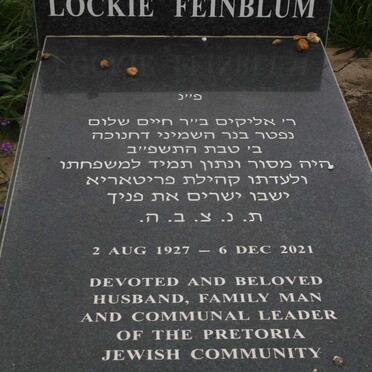 LOCKIE FEINBLUM
פ"נ
ר' אליקים ב"ר חיים שלום
נפטר בנר השמיני דחנוכה
ב' טבת התשפ"ב
היה מסור ונתון תמיד למשפחתו
ולעדתו קהילת פריטאריא
ישבו ישרים את פניך
ת. נ. צ. ב. ה.
2 AUG 1927 — 6 DEC 2021
DEVOTED AND BELOVED
HUSBAND, FAMILY MAN
AND COMMUNAL LEADER
OF THE PRETORIA
JEWISH COMMUNITY